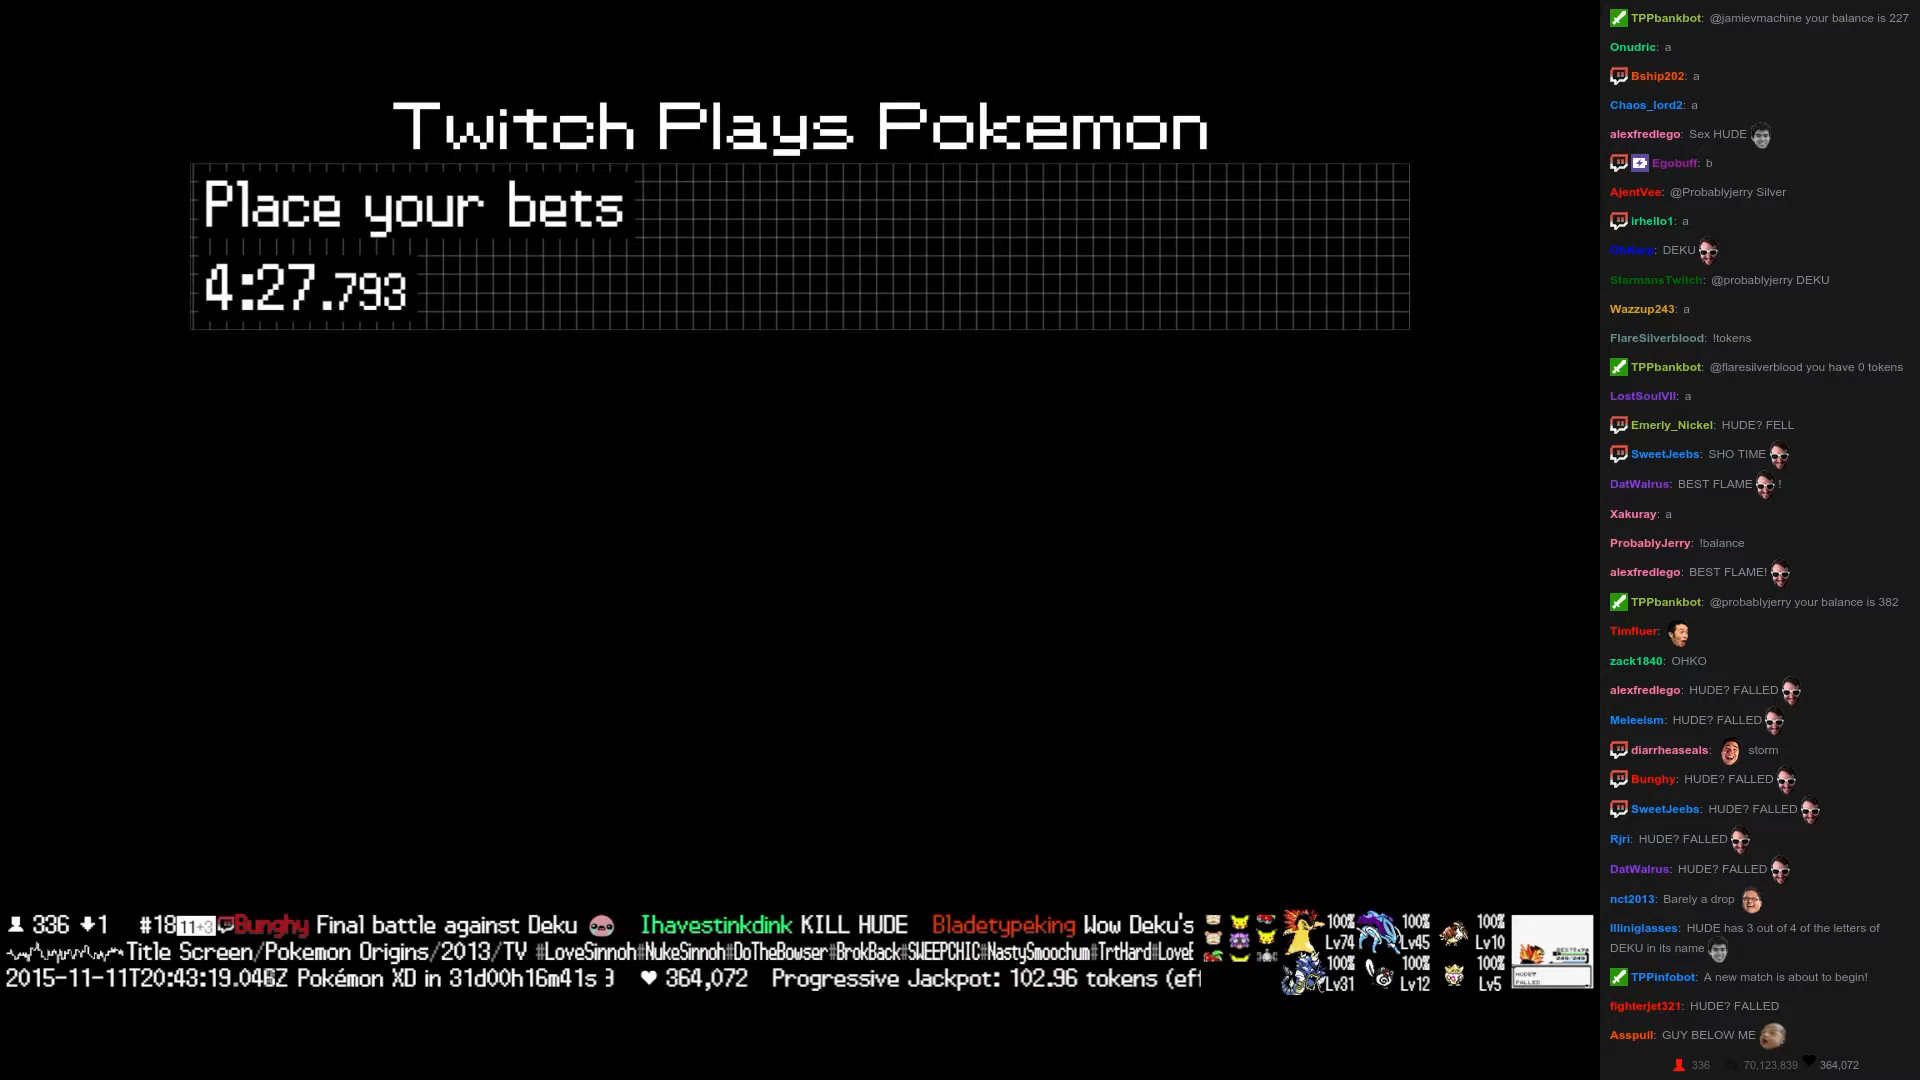 Twitch Plays Pokemon
Place your bets
4:27.793
336 1 #18 11+3 Bunghy Final battle against Deku Ihavestinkdink KILL HUDE Bladetypeking Wow Deku's
Title Screen/Pokemon Origins/2013/TV #LoveSinnoh#NukeSinnoh#DoTheBowser#BrokBack#SWEEPCHIC#NastySmoochum#TrtHard#LoveE
Pokémon XD in 31d00h16m41s 364,072 Progressive Jackpot: 102.96 tokens (eff
100% 100% 100%
Lv74 Lv45 Lv10
100% 100% 100%
Lv31 Lv12 Lv5
HUDE?
FALLED
TPPbankbot: @jamievmachine your balance is 227
Onudric: a
Bship202: a
Chaos_lord2: a
alexfredlego: Sex HUDE
Egobuff: b
AjentVee: @Probablyjerry Silver
irhello1: a
DEKU
StarmansTwitch: @probablyjerry DEKU
Wazzup243: a
FlareSilverblood: !tokens
TPPbankbot: @flaresilverblood you have 0 tokens
LostSoulVII: a
Emerly_Nickel: HUDE? FELL
SweetJeebs: SHO TIME
DatWalrus: BEST FLAME !
Xakuray: a
ProbablyJerry: !balance
alexfredlego: BEST FLAME!
TPPbankbot: @probablyjerry your balance is 382
Timfluer:
zack1840: OHKO
alexfredlego: HUDE? FALLED
Meleeism: HUDE? FALLED
diarrheaseals: storm
Bunghy: HUDE? FALLED
SweetJeebs: HUDE? FALLED
Rjri: HUDE? FALLED
DatWalrus: HUDE? FALLED
nct2013: Barely a drop
Illiniglasses: HUDE has 3 out of 4 of the letters of
DEKU in its name
TPPinfobot: A new match is about to begin!
fighterjet321: HUDE? FALLED
Asspull: GUY BELOW ME
336 70,123,839 364,072